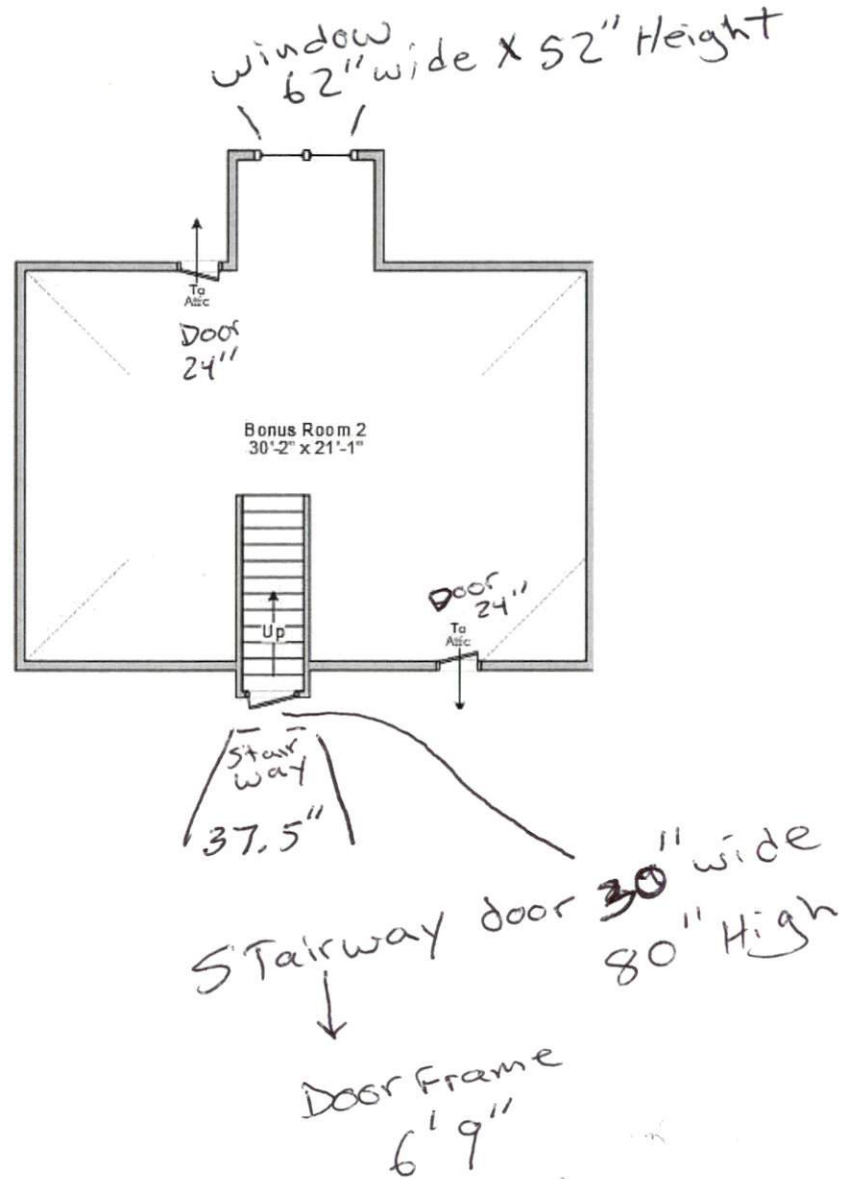 window
62" wide X 52" Height
To
Attic
Door
24"
Bonus Room 2
30'-2" x 21'-1"
Door
24"
To
Attic
Up
Stair
way
37.5"
Stairway door 30" wide
80" High
Door Frame
6' 9"